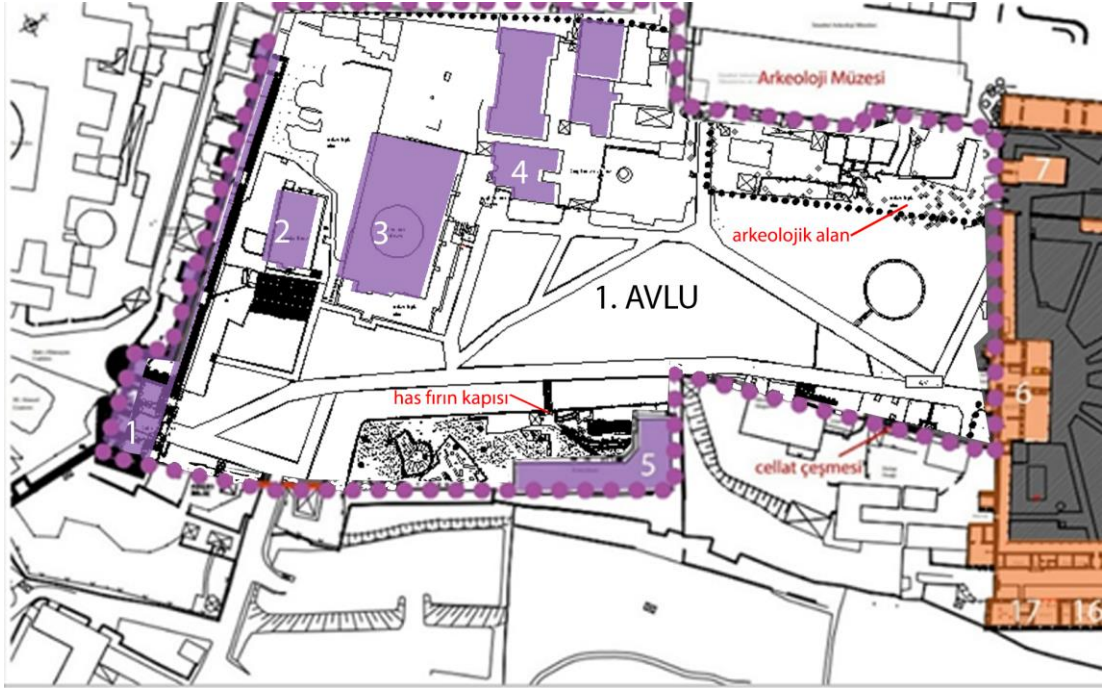 Arkeoloji Müzesi
7
4
2
3
arkeolojik alan
1. AVLU
has fırın kapısı
6
1
5
cellat çeşmesi
17
16